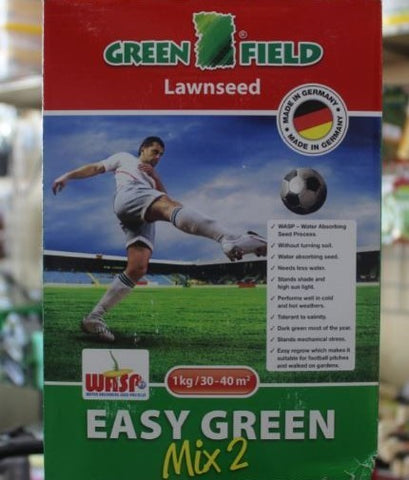 GREEN FIELD ®
Lawnseed
MADE IN GERMANY
MADE IN GERMANY
✓ WASP – Water Absorbing
Seed Process.
✓ Without turning soil.
✓ Water absorbing seed.
✓ Needs less water.
✓ Stands shade and
high sun light.
✓ Performs well in cold
and hot weathers.
✓ Tolerant to salinity.
✓ Dark green most of the year.
✓ Stands mechanical stress.
✓ Easy regrow which makes it
suitable for football pitches
and walked on gardens.
WASP
1 kg / 30 - 40 m²
EASY GREEN
Mix 2